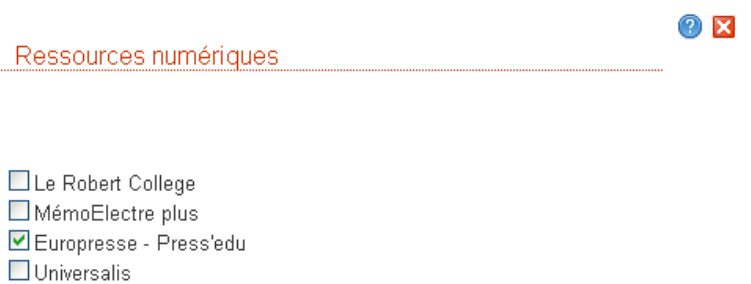 ?
Ressources numériques
Le Robert College
MémoElectre plus
Europresse - Press'edu
Universalis